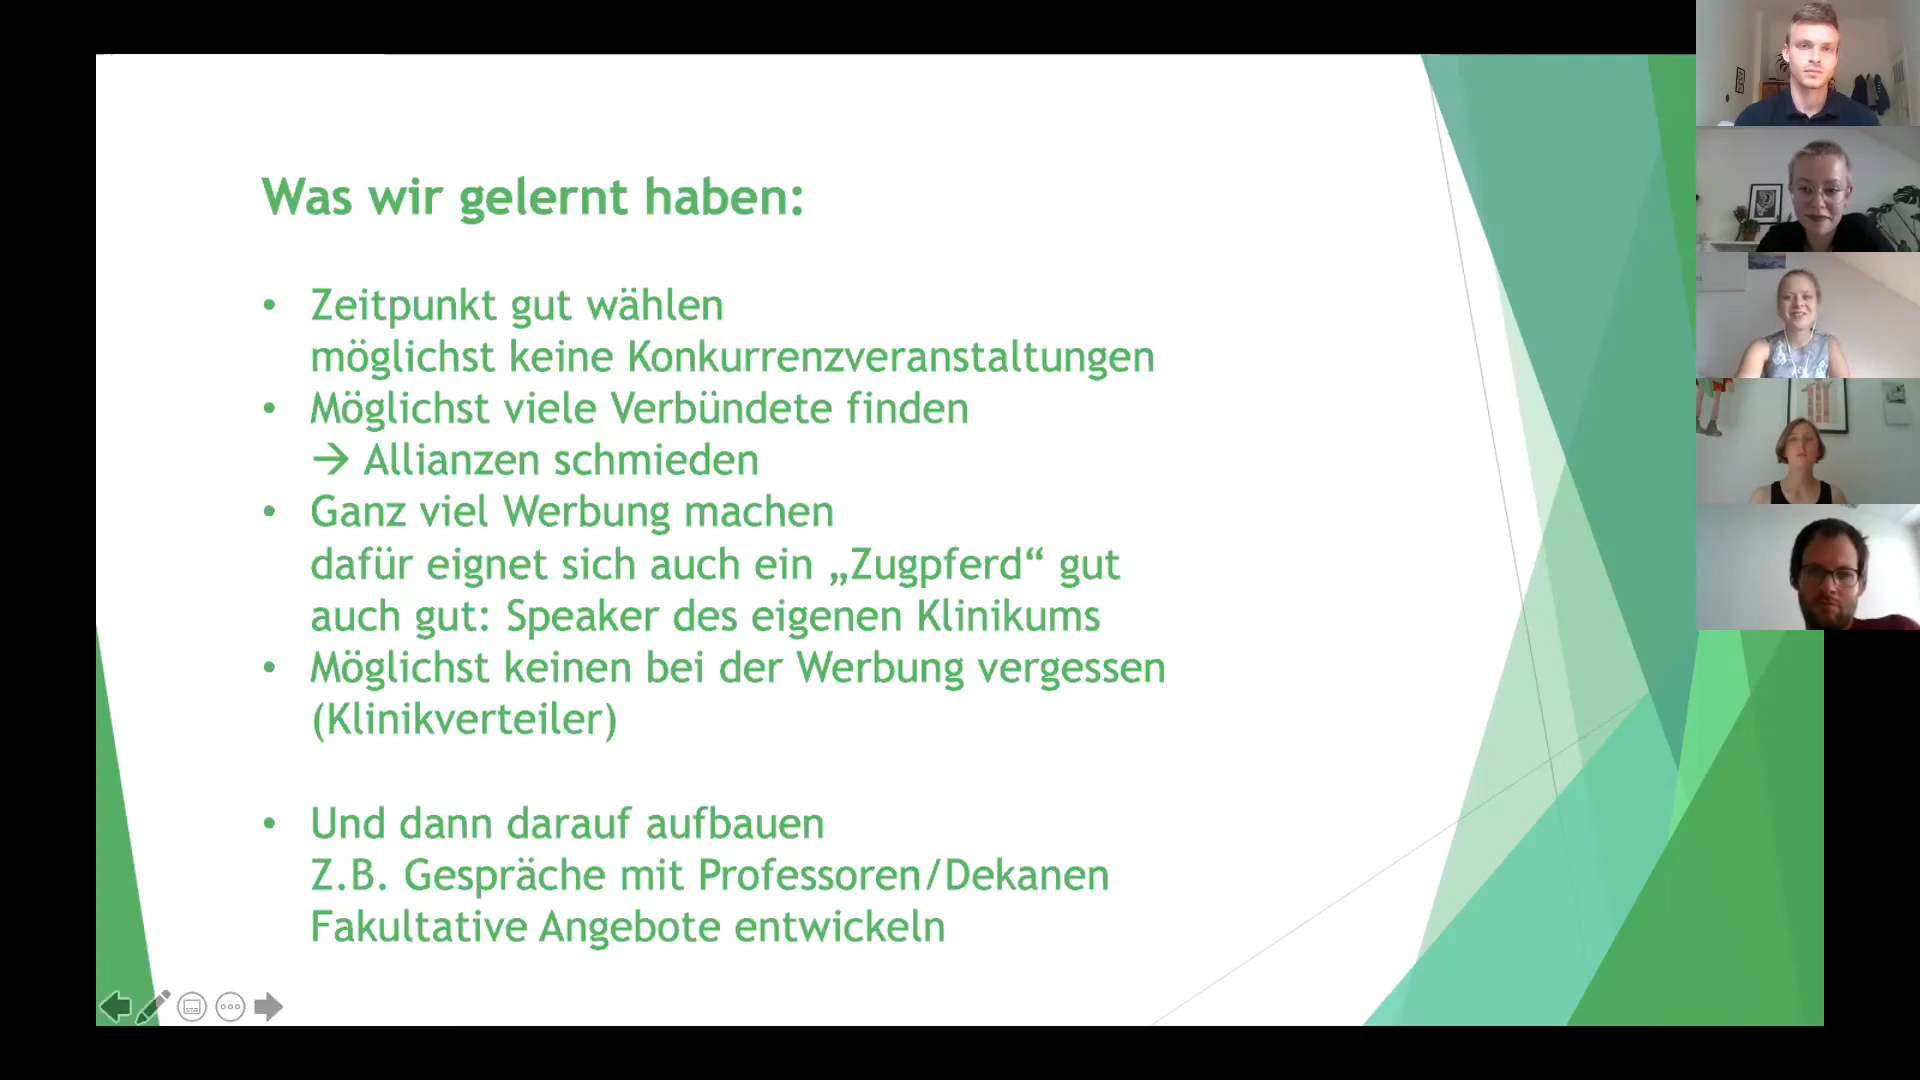 Was wir gelernt haben:
• Zeitpunkt gut wählen
möglichst keine Konkurrenzveranstaltungen
• Möglichst viele Verbündete finden
→ Allianzen schmieden
• Ganz viel Werbung machen
dafür eignet sich auch ein „Zugpferd“ gut
auch gut: Speaker des eigenen Klinikums
• Möglichst keinen bei der Werbung vergessen
(Klinikverteiler)
• Und dann darauf aufbauen
Z.B. Gespräche mit Professoren/Dekanen
Fakultative Angebote entwickeln